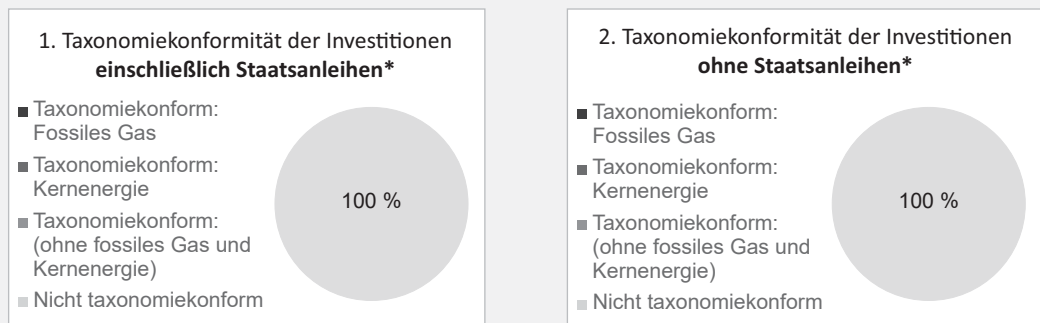 1. Taxonomiekonformität der Investitionen
einschließlich Staatsanleihen*
Taxonomiekonform:
Fossiles Gas
Taxonomiekonform:
Kernenergie
Taxonomiekonform:
(ohne fossiles Gas und
Kernenergie)
Nicht taxonomiekonform
100 %
2. Taxonomiekonformität der Investitionen
ohne Staatsanleihen*
Taxonomiekonform:
Fossiles Gas
Taxonomiekonform:
Kernenergie
Taxonomiekonform:
(ohne fossiles Gas und
Kernenergie)
Nicht taxonomiekonform
100 %